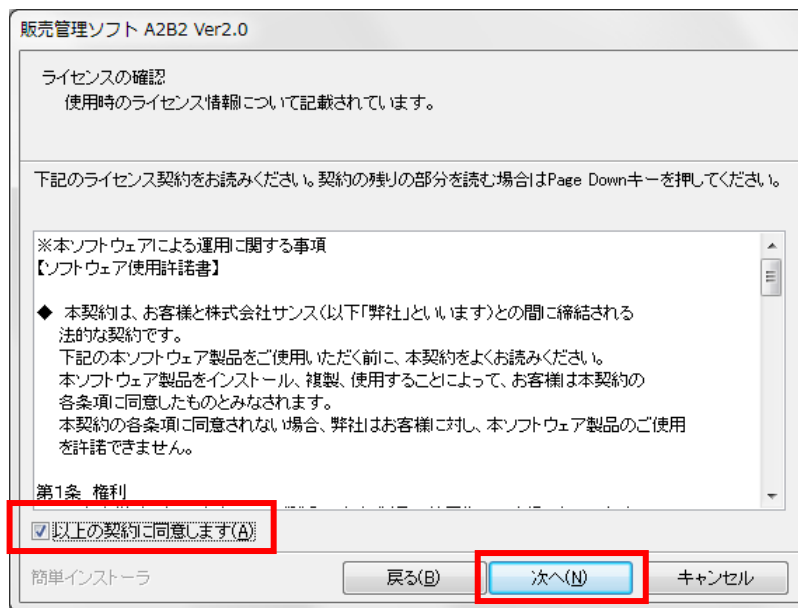 販売管理ソフト A2B2 Ver2.0
ライセンスの確認
使用時のライセンス情報について記載されています。
下記のライセンス契約をお読みください。契約の残りの部分を読む場合はPage Downキーを押してください。
※本ソフトウェアによる運用に関する事項
【ソフトウェア使用許諾書】
◆ 本契約は、お客様と株式会社サンス(以下「弊社」といいます)との間に締結される
法的な契約です。
下記の本ソフトウェア製品をご使用いただく前に、本契約をよくお読みください。
本ソフトウェア製品をインストール、複製、使用することによって、お客様は本契約の
各条項に同意したものとみなされます。
本契約の各条項に同意されない場合、弊社はお客様に対し、本ソフトウェア製品のご使用
を許諾できません。
第1条 権利
以上の契約に同意します(A)
簡単インストーラ
戻る(B)
次へ(N)
キャンセル